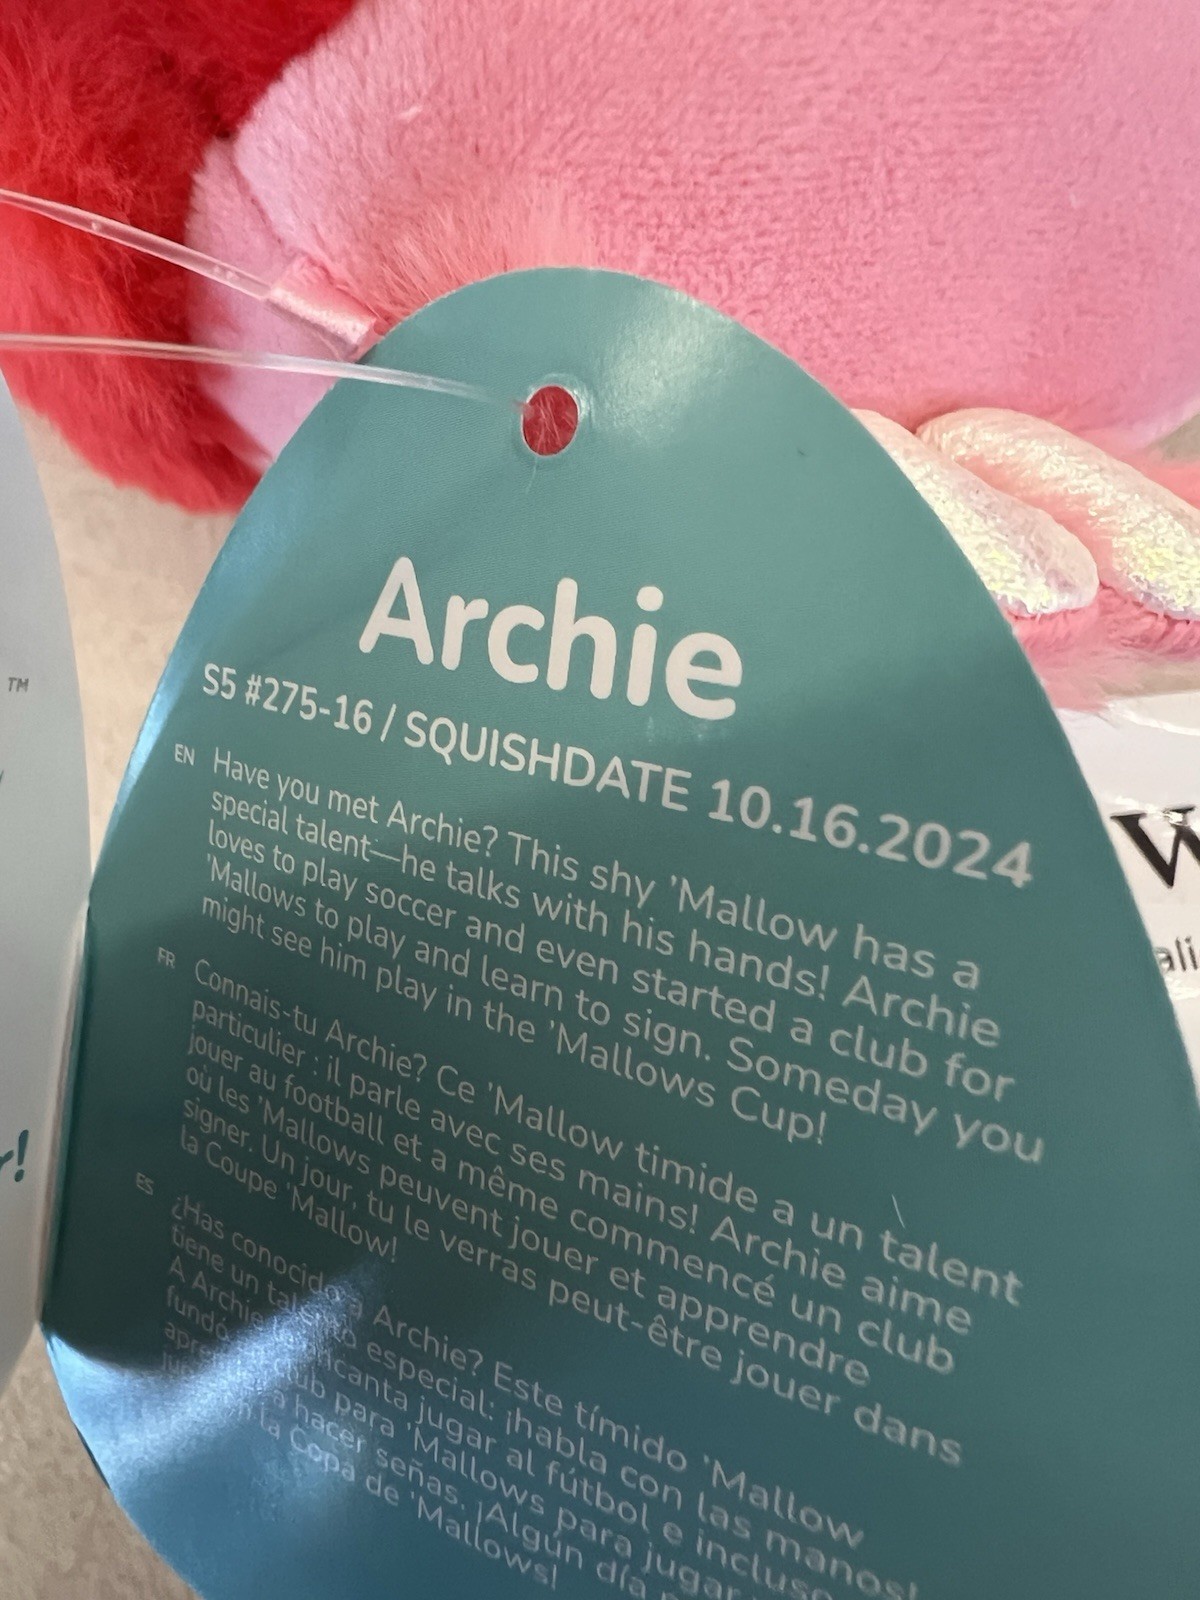 Archie
S5 #275-16 / SQUISHDATE 10.16.2024
EN
Have you met Archie? This shy 'Mallow has a
special talent—he talks with his hands! Archie
loves to play soccer and even started a club for
'Mallows to play and learn to sign. Someday you
might see him play in the 'Mallows Cup!
FR
Connais-tu Archie? Ce 'Mallow timide a un talent
particulier : il parle avec ses mains! Archie aime
jouer au football et a même commencé un club
où les 'Mallows peuvent jouer et apprendre
signer. Un jour, tu le verras peut-être jouer dans
la Coupe 'Mallow!
ES
¿Has conocido a Archie? Este tímido 'Mallow
tiene un talento especial: ¡habla con las manos!
A Archie jugar al fútbol e incluso
fundó para 'Mallows para jugar
a hacer señas. ¡Algún día
la Copa de 'Mallows!
TM
r!
W
ali